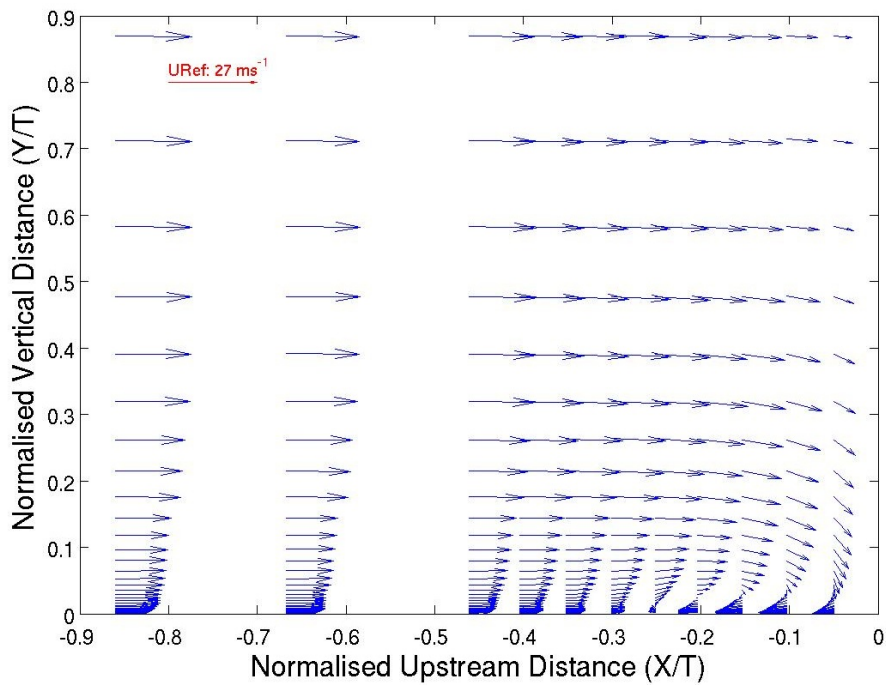 0.9
URef: 27 ms⁻¹
0.8
0.7
0.6
0.5
0.4
0.3
0.2
0.1
0
Normalised Vertical Distance (Y/T)
-0.9 -0.8 -0.7 -0.6 -0.5 -0.4 -0.3 -0.2 -0.1 0
Normalised Upstream Distance (X/T)